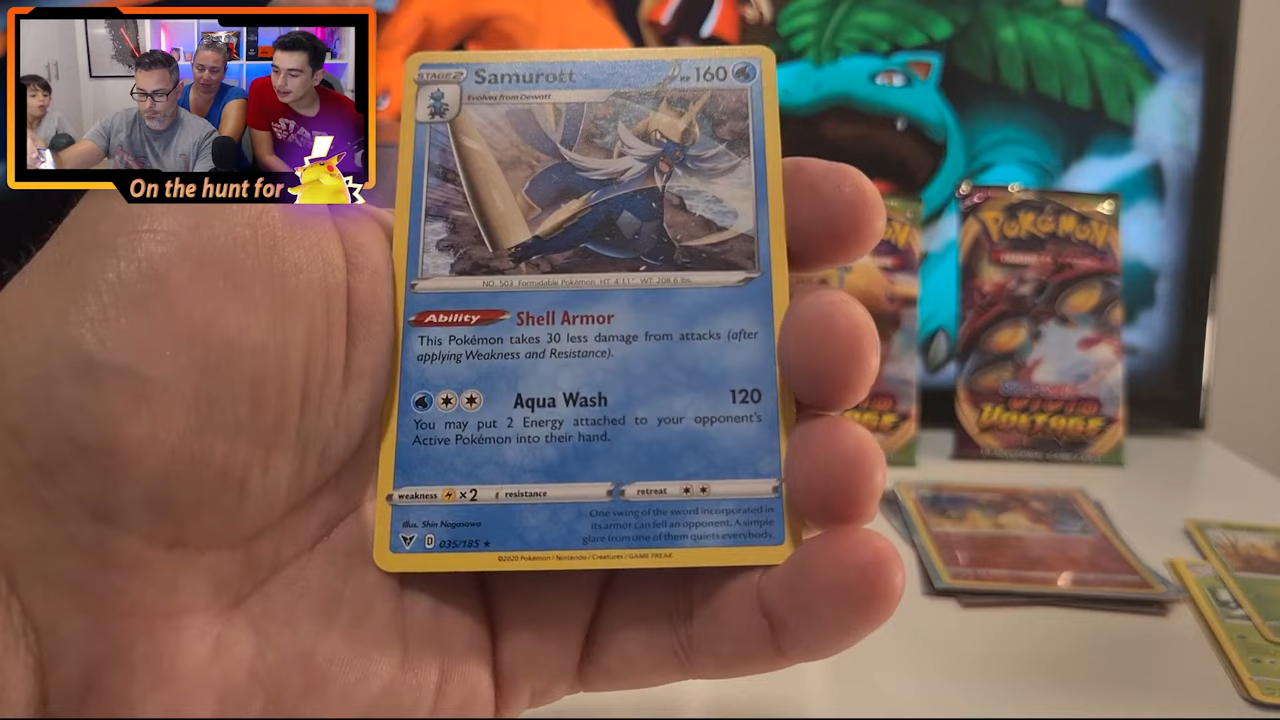 On the hunt for
STAGE 2 Samurott HP 160
Evolves from Dewott
NO. 503 Formidable Pokémon HT: 4'11" WT: 208.6 lbs.
Ability Shell Armor
This Pokémon takes 30 less damage from attacks (after
applying Weakness and Resistance).
Aqua Wash 120
You may put 2 Energy attached to your opponent's
Active Pokémon into their hand.
weakness ×2 resistance retreat
Illus. Shin Nagasawa
D 035/185 ★
One swing of the sword incorporated in
its armor can fell an opponent. A simple
glare from one of them quiets everybody.
©2020 Pokémon / Nintendo / Creatures / GAME FREAK
POKÉMON
VIVID
VOLTAGE